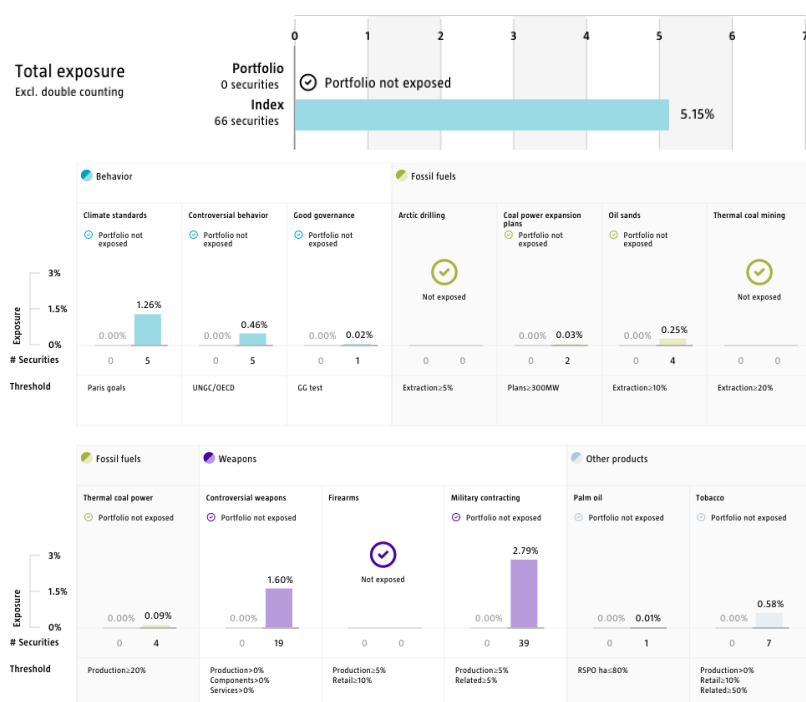 0 1 2 3 4 5 6 7
Total exposure
Excl. double counting
Portfolio
0 securities
Portfolio not exposed
Index
66 securities
5.15%
Behavior
Fossil fuels
Climate standards
Controversial behavior
Good governance
Arctic drilling
Coal power expansion
plans
Oil sands
Thermal coal mining
Portfolio not
exposed
Portfolio not
exposed
Portfolio not
exposed
Not exposed
Portfolio not
exposed
Portfolio not
exposed
Not exposed
Exposure
3%
1.5%
0%
0.00% 1.26%
0.00% 0.46%
0.00% 0.02%
0.00% 0.03%
0.00% 0.25%
# Securities 0 5 0 5 0 1 0 0 0 2 0 4 0 0
Threshold
Paris goals
UNGC/OECD
GG test
Extraction≥5%
Plans≥300MW
Extraction≥10%
Extraction≥20%
Fossil fuels
Weapons
Other products
Thermal coal power
Controversial weapons
Firearms
Military contracting
Palm oil
Tobacco
Portfolio not exposed
Portfolio not exposed
Not exposed
Portfolio not exposed
Portfolio not exposed
Portfolio not exposed
Exposure
3%
1.5%
0%
0.00% 0.09%
0.00% 1.60%
0.00% 2.79%
0.00% 0.01%
0.00% 0.58%
# Securities 0 4 0 19 0 0 0 39 0 1 0 7
Threshold
Production≥20%
Production>0%
Components>0%
Services>0%
Production≥5%
Retail≥10%
Production≥5%
Related≥5%
RSPO ha≤80%
Production>0%
Retail≥10%
Related≥50%